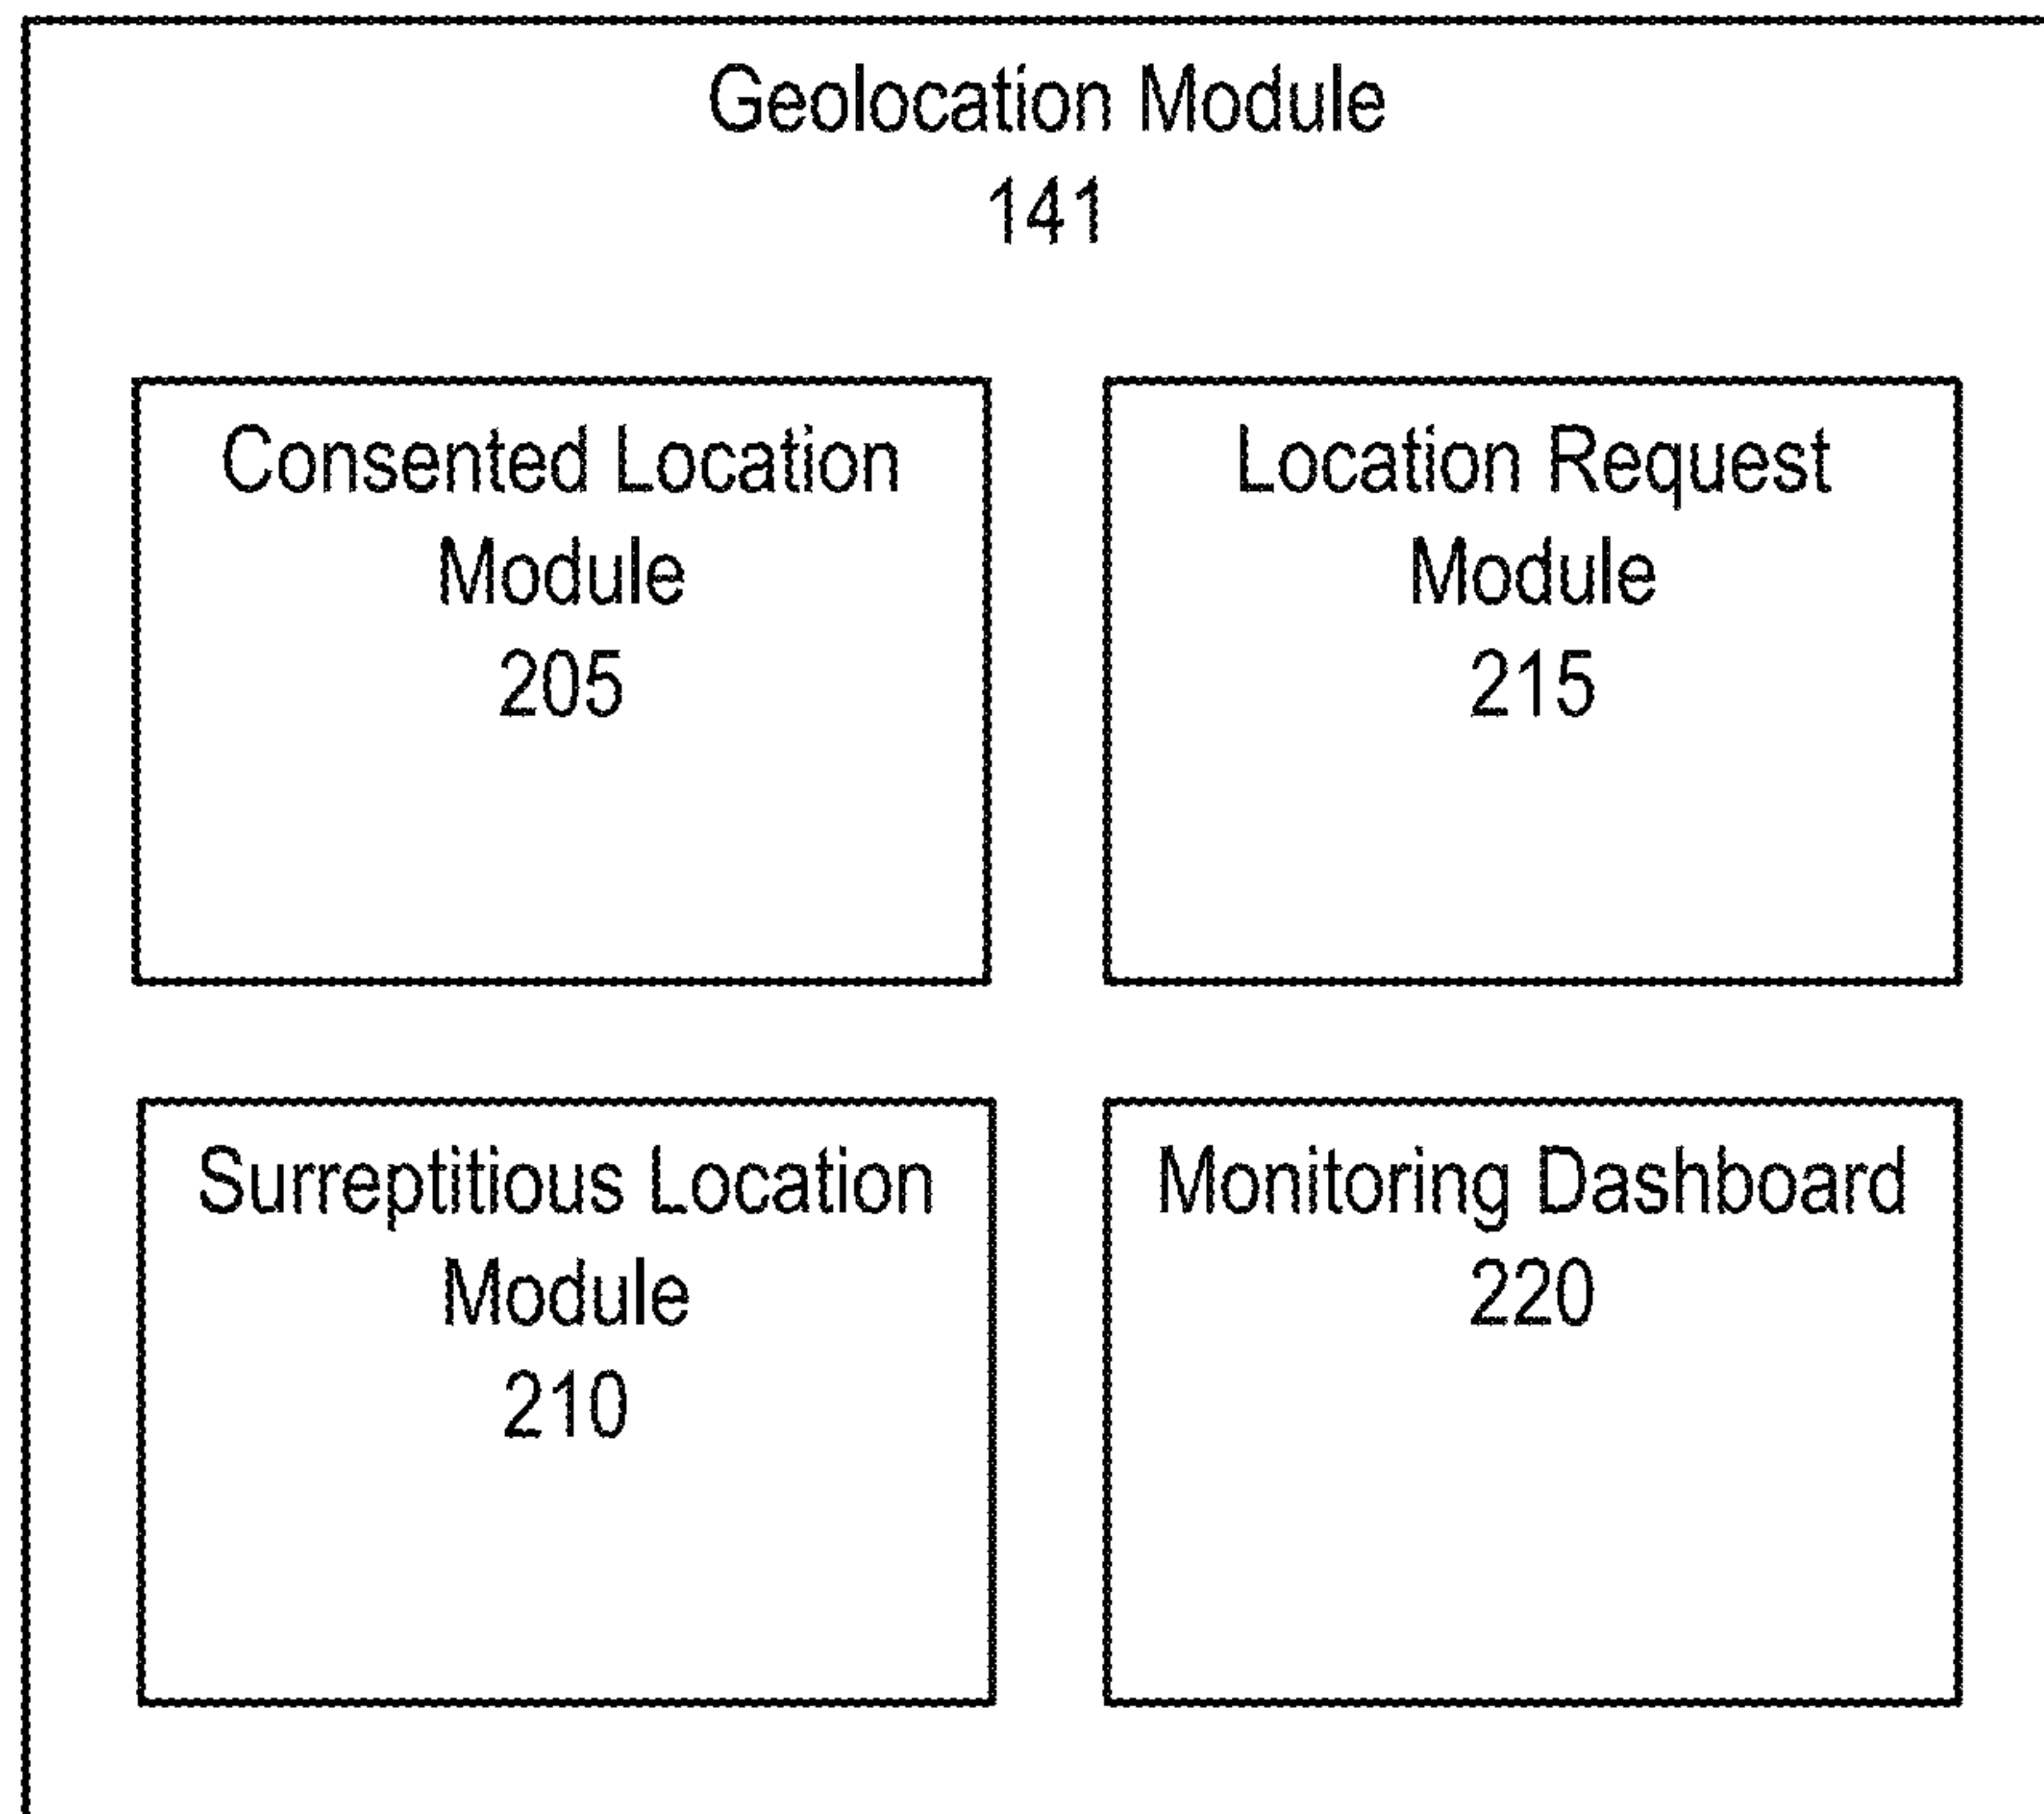 Geolocation Module
141
Consented Location
Module
205
Location Request
Module
215
Surreptitious Location
Module
210
Monitoring Dashboard
220